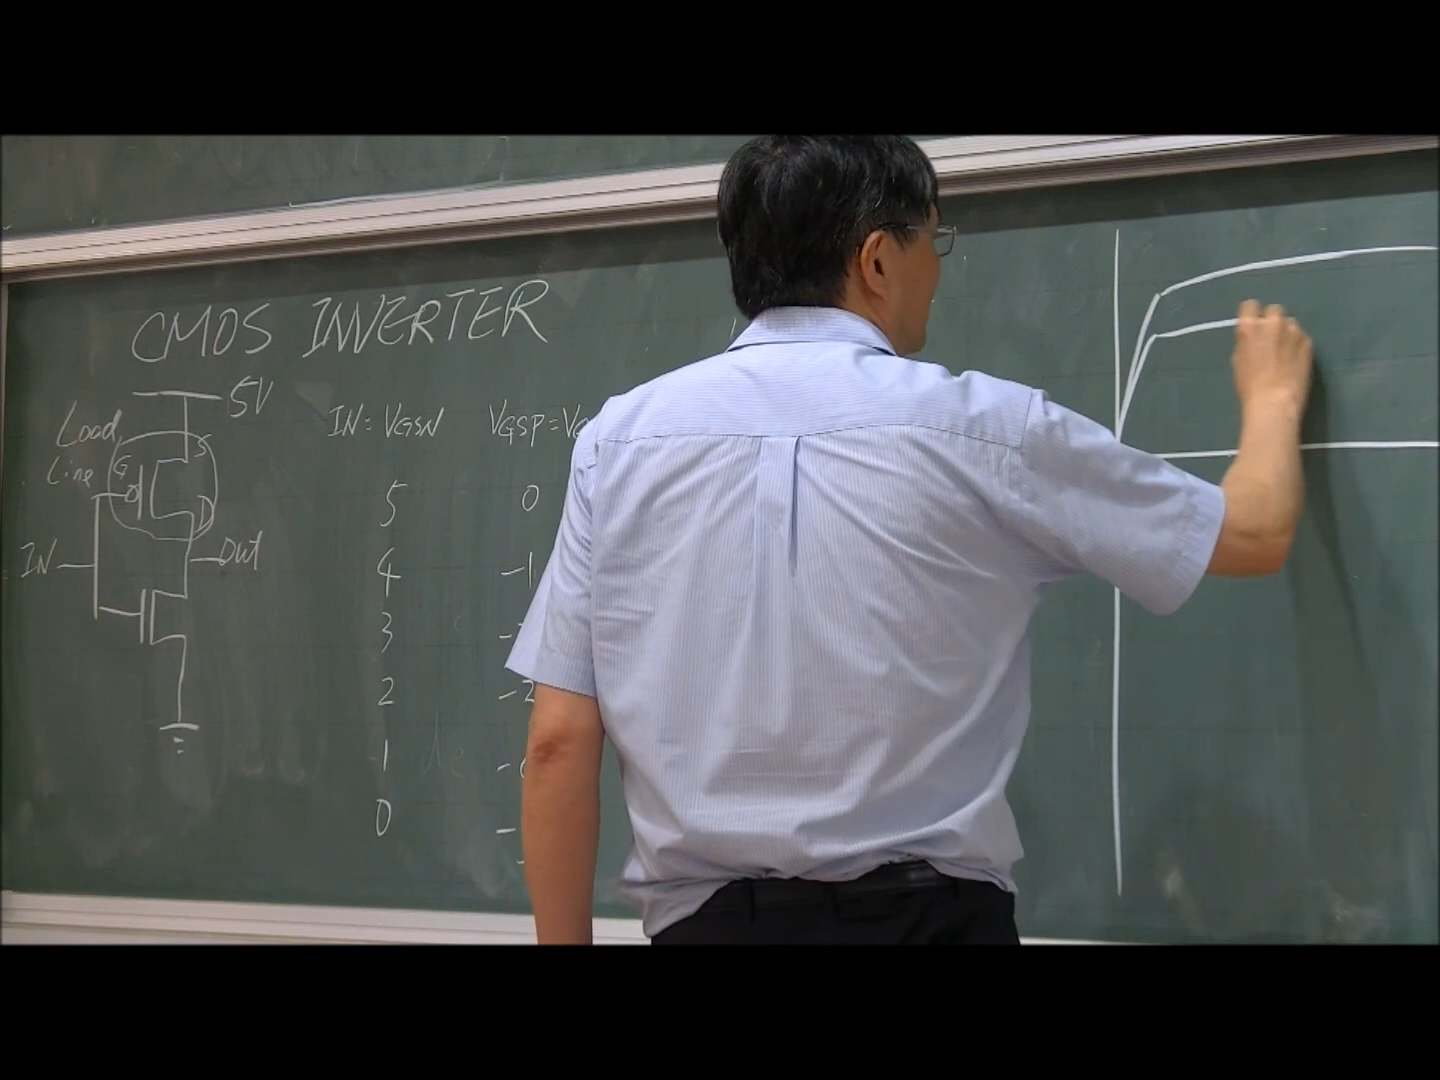 CMOS INVERTER
5V
Load
Line
G
S
D
IN
Out
IN = VGSN VGSP = VG
5 0
4 -1
3 -
2 -2
1 -
0 -